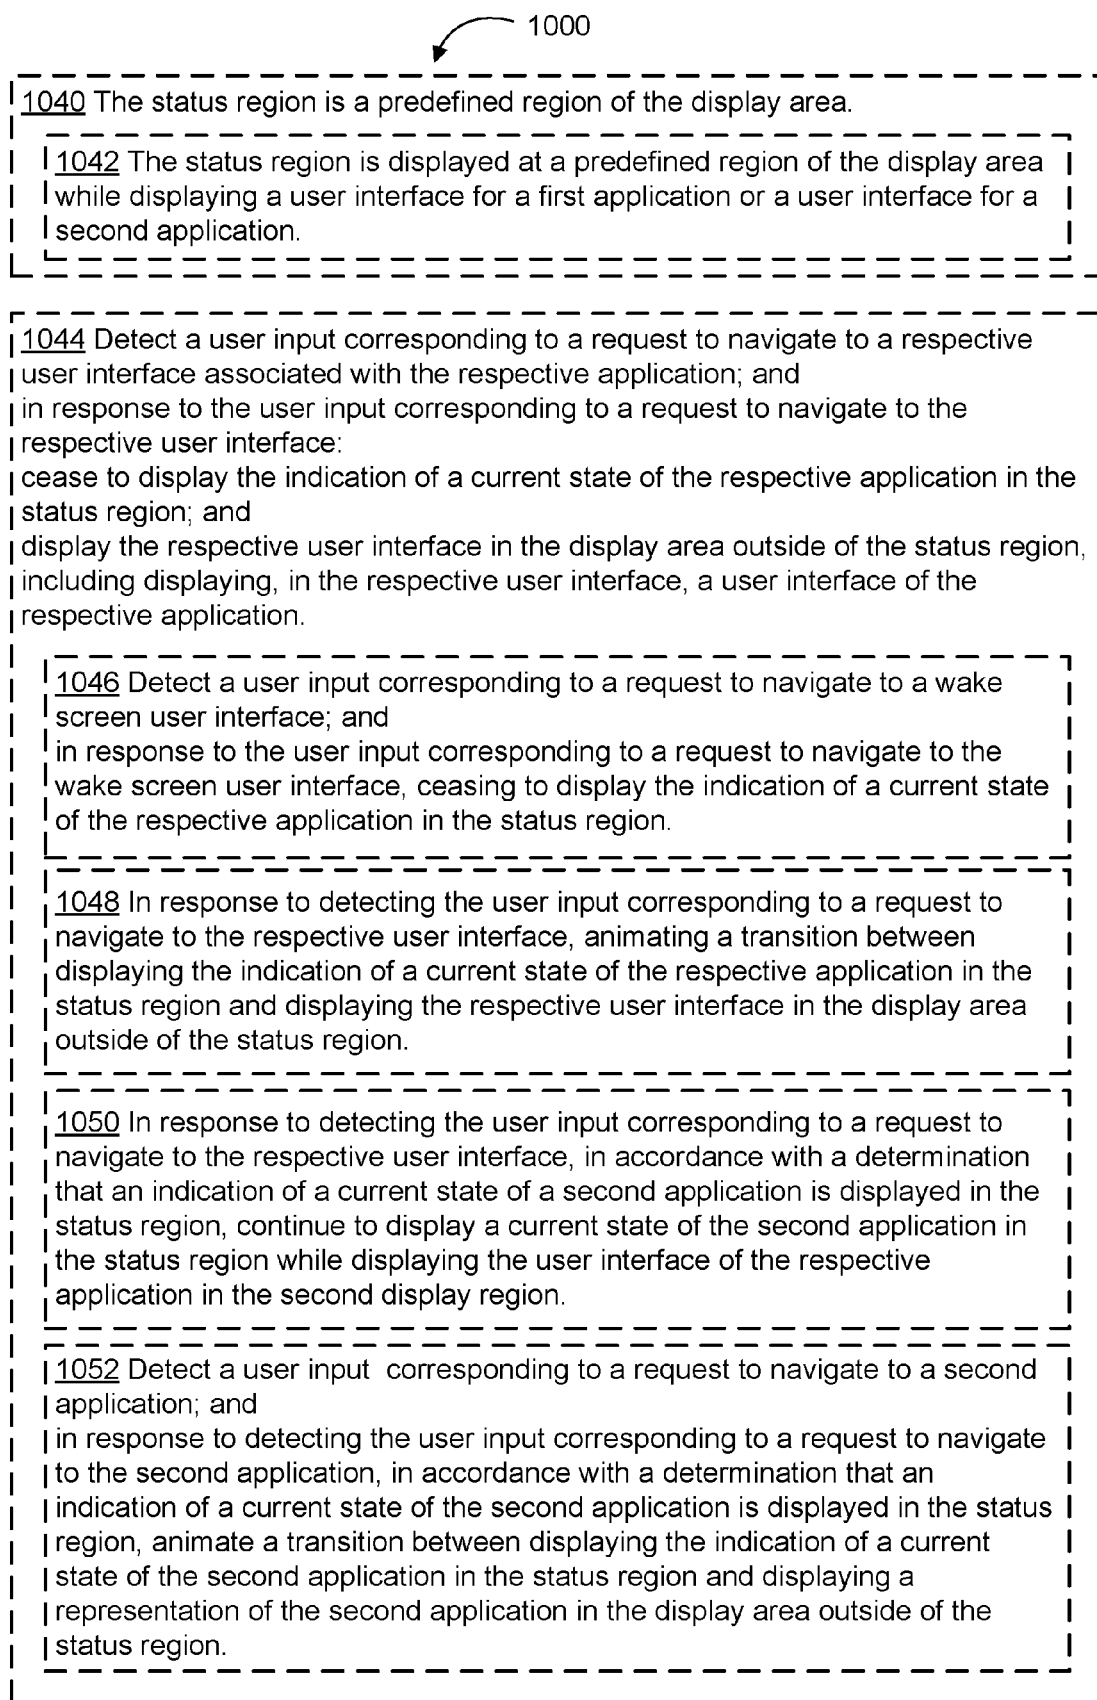 1000
1040 The status region is a predefined region of the display area.
1042 The status region is displayed at a predefined region of the display area
while displaying a user interface for a first application or a user interface for a
second application.
1044 Detect a user input corresponding to a request to navigate to a respective
user interface associated with the respective application; and
in response to the user input corresponding to a request to navigate to the
respective user interface:
cease to display the indication of a current state of the respective application in the
status region; and
display the respective user interface in the display area outside of the status region,
including displaying, in the respective user interface, a user interface of the
respective application.
1046 Detect a user input corresponding to a request to navigate to a wake
screen user interface; and
in response to the user input corresponding to a request to navigate to the
wake screen user interface, ceasing to display the indication of a current state
of the respective application in the status region.
1048 In response to detecting the user input corresponding to a request to
navigate to the respective user interface, animating a transition between
displaying the indication of a current state of the respective application in the
status region and displaying the respective user interface in the display area
outside of the status region.
1050 In response to detecting the user input corresponding to a request to
navigate to the respective user interface, in accordance with a determination
that an indication of a current state of a second application is displayed in the
status region, continue to display a current state of the second application in
the status region while displaying the user interface of the respective
application in the second display region.
1052 Detect a user input corresponding to a request to navigate to a second
application; and
in response to detecting the user input corresponding to a request to navigate
to the second application, in accordance with a determination that an
indication of a current state of the second application is displayed in the status
region, animate a transition between displaying the indication of a current
state of the second application in the status region and displaying a
representation of the second application in the display area outside of the
status region.